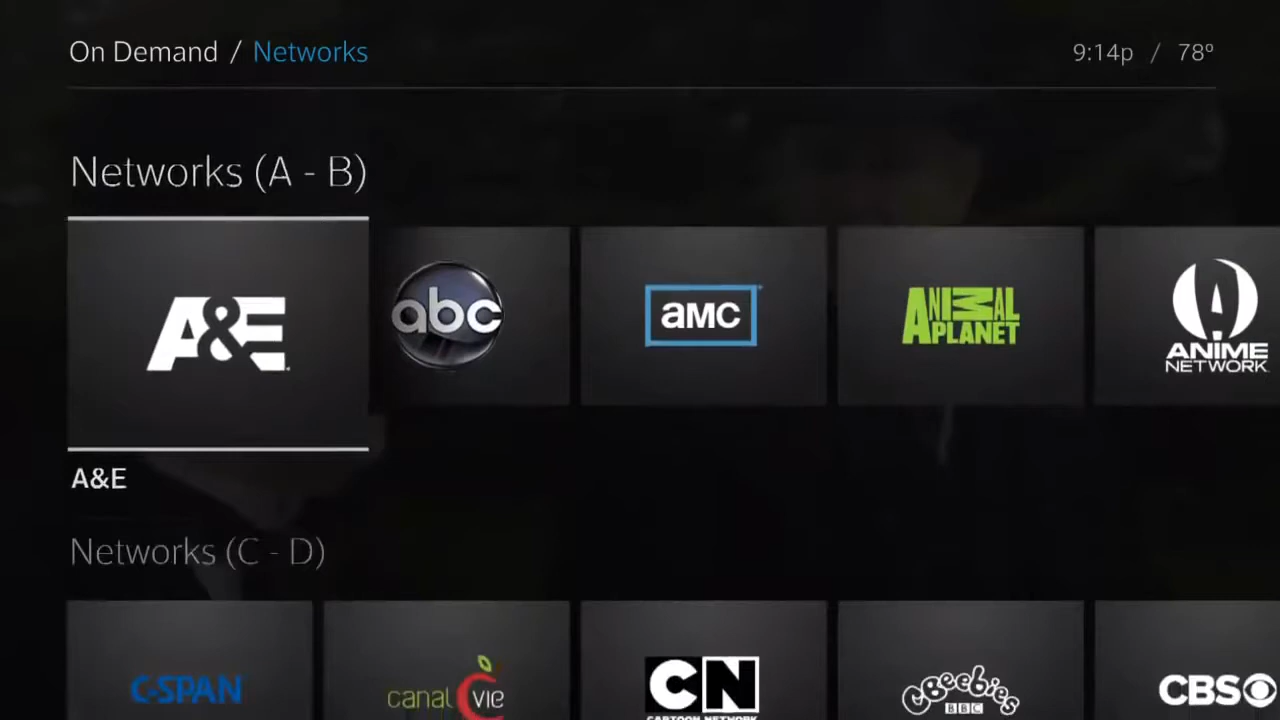 On Demand / Networks
9:14p / 78º
Networks (A - B)
A&E
abc
aMC
ANIMAL
PLANET
ANIME
NETWORK
A&E
Networks (C - D)
C-SPAN
canal vie
CN
CARTOON NETWORK
CBeebies
BBC
CBS